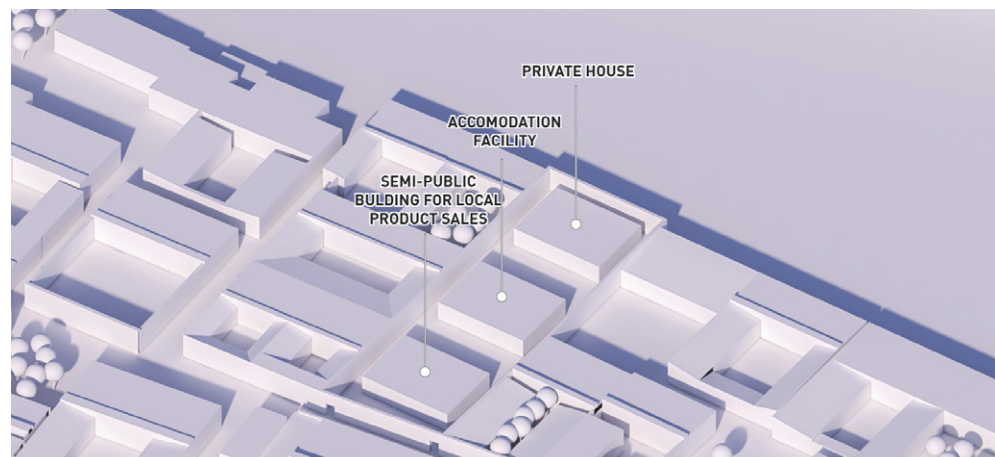 PRIVATE HOUSE
ACCOMODATION
FACILITY
SEMI-PUBLIC
BULDING FOR LOCAL
PRODUCT SALES